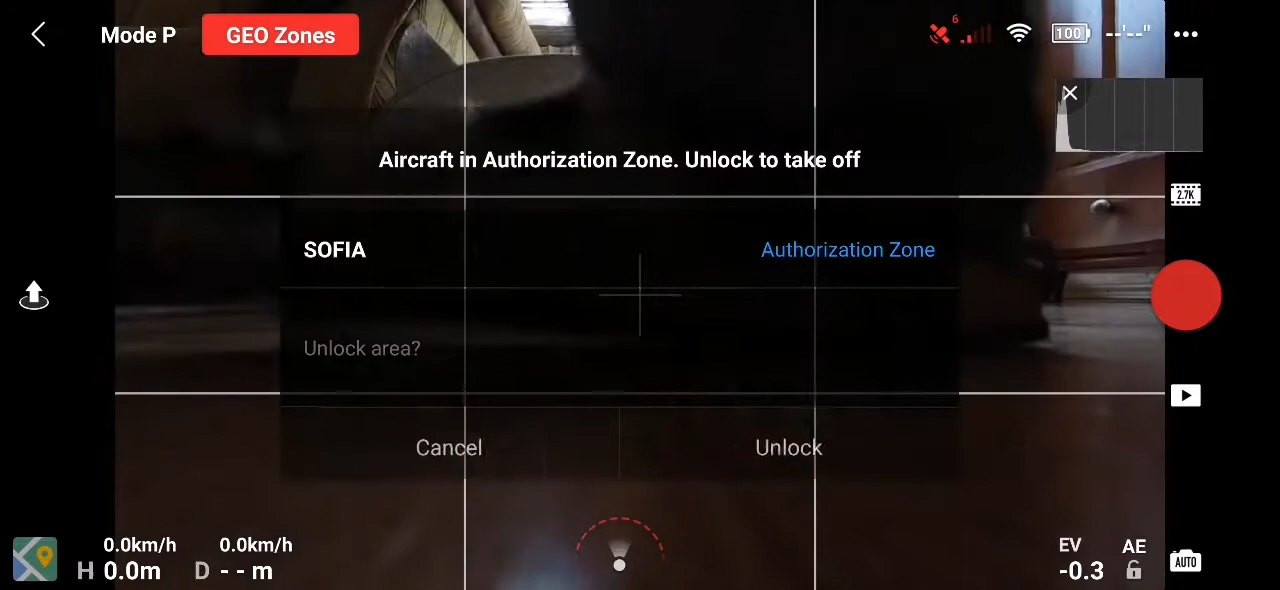 Mode P
GEO Zones
6
100
--'--"
Aircraft in Authorization Zone. Unlock to take off
2.7K
SOFIA
Authorization Zone
Unlock area?
Cancel
Unlock
0.0km/h
0.0km/h
H 0.0m
D - - m
EV
-0.3
AE
AUTO